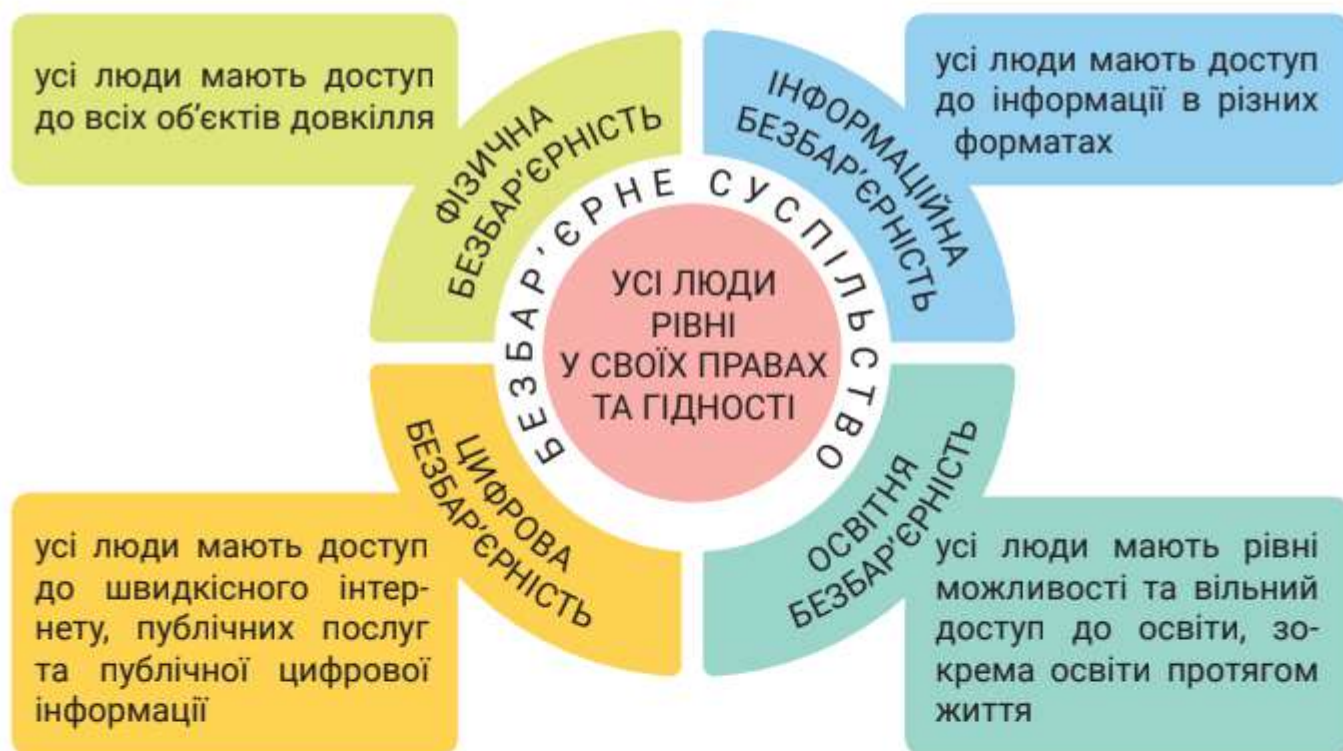 усі люди мають доступ
до всіх об’єктів довкілля
ФІЗИЧНА
БЕЗБАР’ЄРНІСТЬ
ІНФОРМАЦІЙНА
БЕЗБАР’ЄРНІСТЬ
усі люди мають доступ
до інформації в різних
форматах
БЕЗБАР’ЄРНЕ СУСПІЛЬСТВО
УСІ ЛЮДИ
РІВНІ
У СВОЇХ ПРАВАХ
ТА ГІДНОСТІ
ЦИФРОВА
БЕЗБАР’ЄРНІСТЬ
усі люди мають доступ
до швидкісного інтер-
нету, публічних послуг
та публічної цифрової
інформації
ОСВІТНЯ
БЕЗБАР’ЄРНІСТЬ
усі люди мають рівні
можливості та вільний
доступ до освіти, зо-
крема освіти протягом
життя